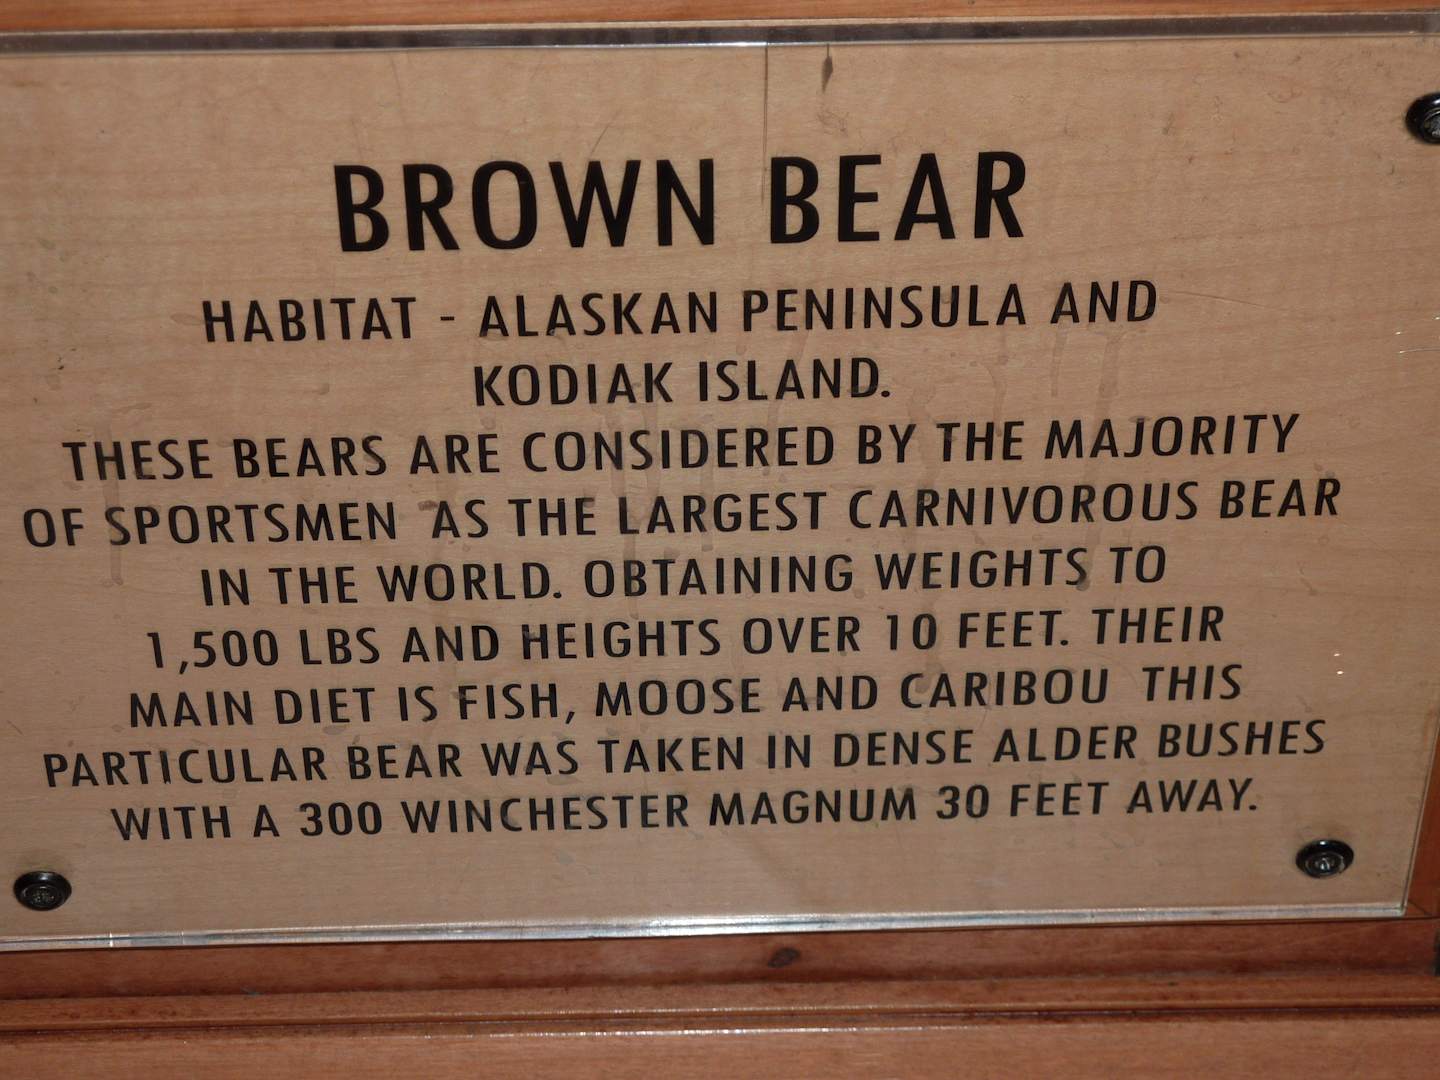 BROWN BEAR
HABITAT - ALASKAN PENINSULA AND
KODIAK ISLAND.
THESE BEARS ARE CONSIDERED BY THE MAJORITY
OF SPORTSMEN AS THE LARGEST CARNIVOROUS BEAR
IN THE WORLD. OBTAINING WEIGHTS TO
1,500 LBS AND HEIGHTS OVER 10 FEET. THEIR
MAIN DIET IS FISH, MOOSE AND CARIBOU THIS
PARTICULAR BEAR WAS TAKEN IN DENSE ALDER BUSHES
WITH A 300 WINCHESTER MAGNUM 30 FEET AWAY.